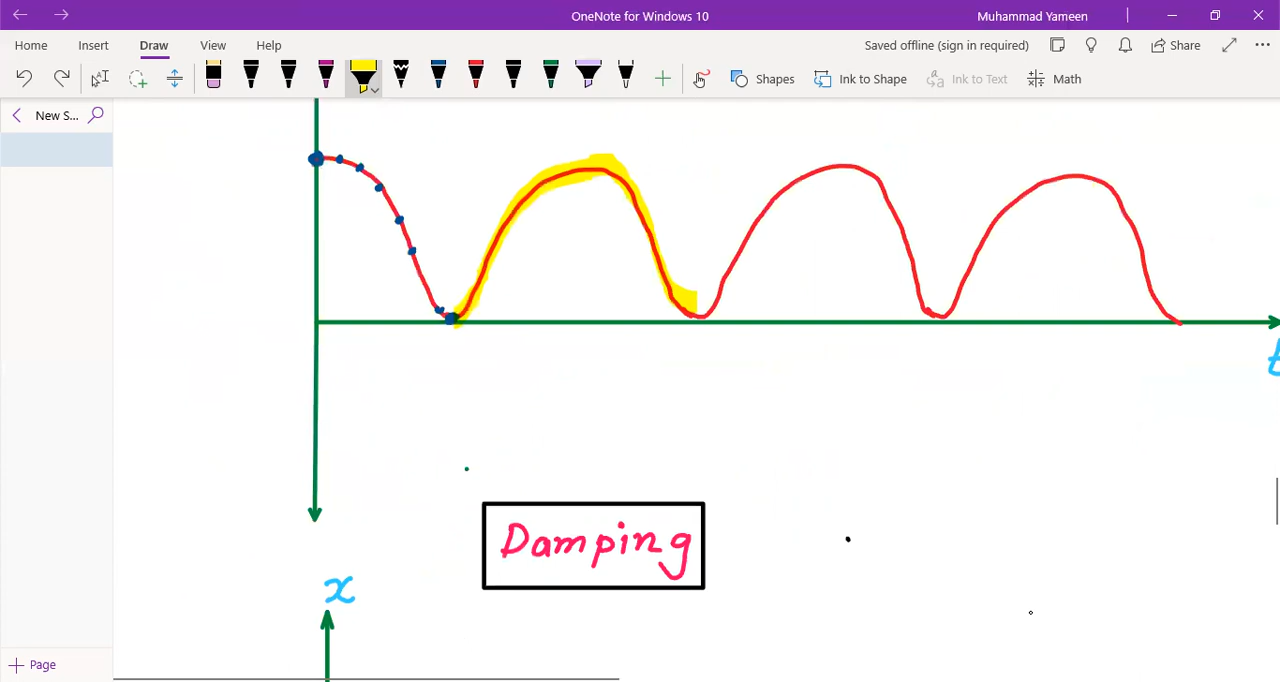 OneNote for Windows 10
Muhammad Yameen
Home Insert Draw View Help
Saved offline (sign in required)
Share
Shapes
Ink to Shape
Ink to Text
Math
New S...
t
Damping
x
Page